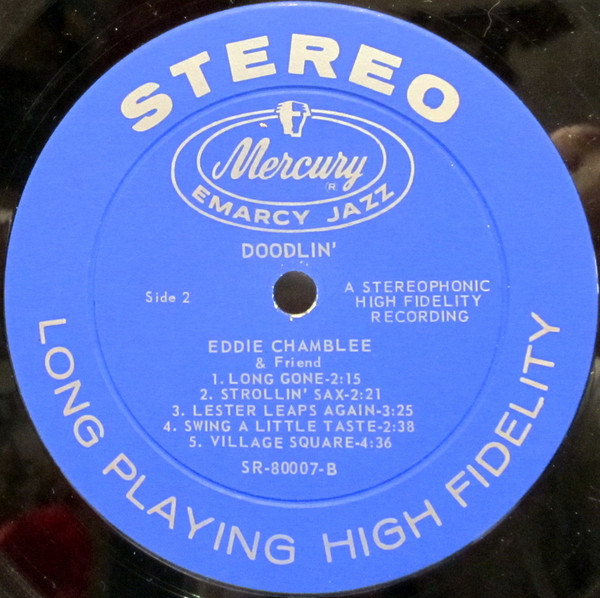 STEREO
Mercury
®
EMARCY JAZZ
DOODLIN'
Side 2
A STEREOPHONIC
HIGH FIDELITY
RECORDING
EDDIE CHAMBLEE
& Friend
1. LONG GONE-2:15
2. STROLLIN' SAX-2:21
3. LESTER LEAPS AGAIN-3:25
4. SWING A LITTLE TASTE-2:38
5. VILLAGE SQUARE-4:36
SR-80007-B
LONG PLAYING HIGH FIDELITY